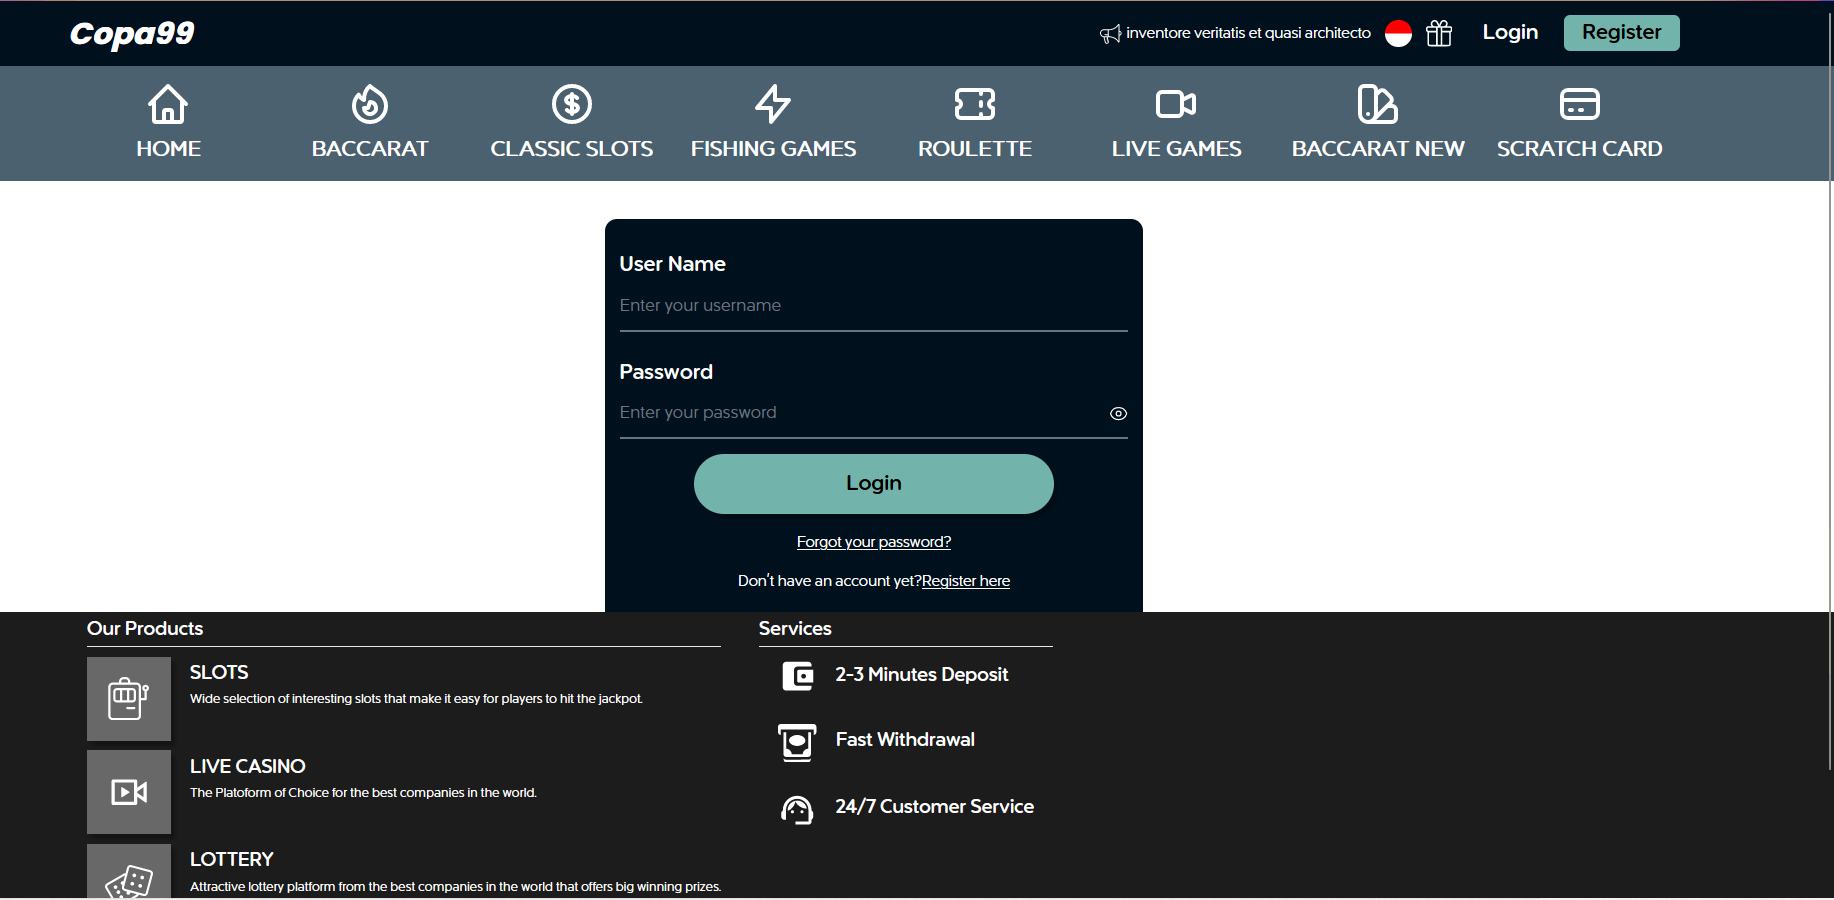 Copa99
inventore veritatis et quasi architecto
Login
Register
HOME
BACCARAT
CLASSIC SLOTS
FISHING GAMES
ROULETTE
LIVE GAMES
BACCARAT NEW
SCRATCH CARD
User Name
Enter your username
Password
Enter your password
Login
Forgot your password?
Don't have an account yet?Register here
Our Products
SLOTS
Wide selection of interesting slots that make it easy for players to hit the jackpot.
LIVE CASINO
The Platoform of Choice for the best companies in the world.
LOTTERY
Attractive lottery platform from the best companies in the world that offers big winning prizes.
Services
2-3 Minutes Deposit
Fast Withdrawal
24/7 Customer Service